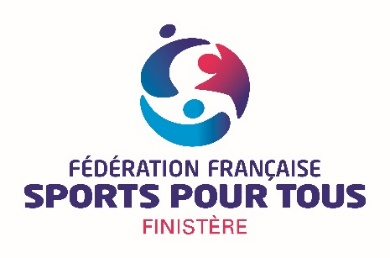 FÉDÉRATION FRANÇAISE
SPORTS POUR TOUS
FINISTÈRE